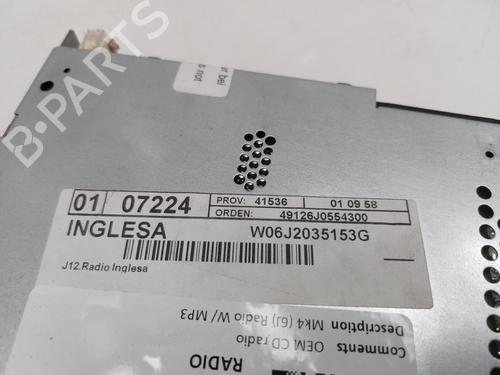 B-PARTS
01 07224
PROV: 41536 01 09 58
ORDEN: 49126J0554300
INGLESA W06J2035153G
J12.Radio Inglesa
Description Mk4 (6J) Radio W/ MP3
Comments OEM CD radio
RADIO